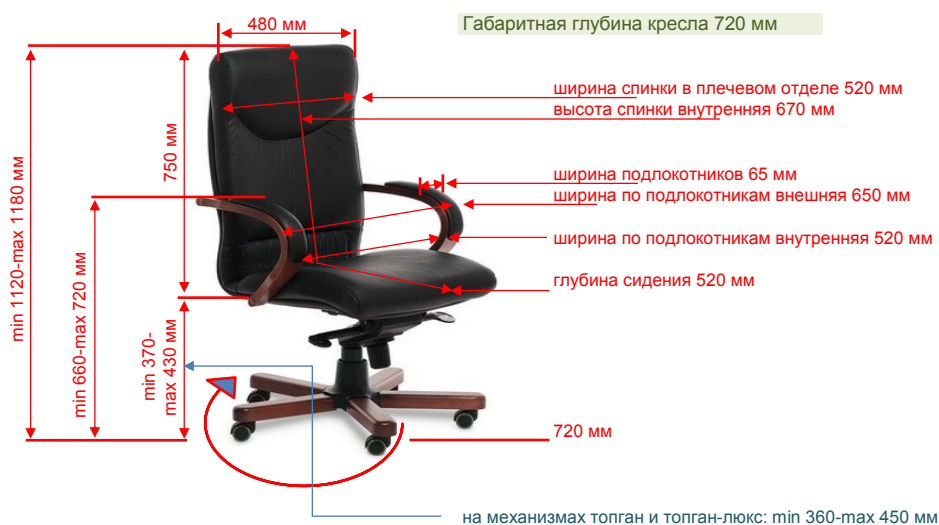 480 мм
Габаритная глубина кресла 720 мм
ширина спинки в плечевом отделе 520 мм
высота спинки внутренняя 670 мм
750 мм
ширина подлокотников 65 мм
ширина по подлокотникам внешняя 650 мм
min 1120-max 1180 мм
ширина по подлокотникам внутренняя 520 мм
глубина сидения 520 мм
min 660-max 720 мм
min 370-
max 430 мм
720 мм
на механизмах топган и топган-люкс: min 360-max 450 мм